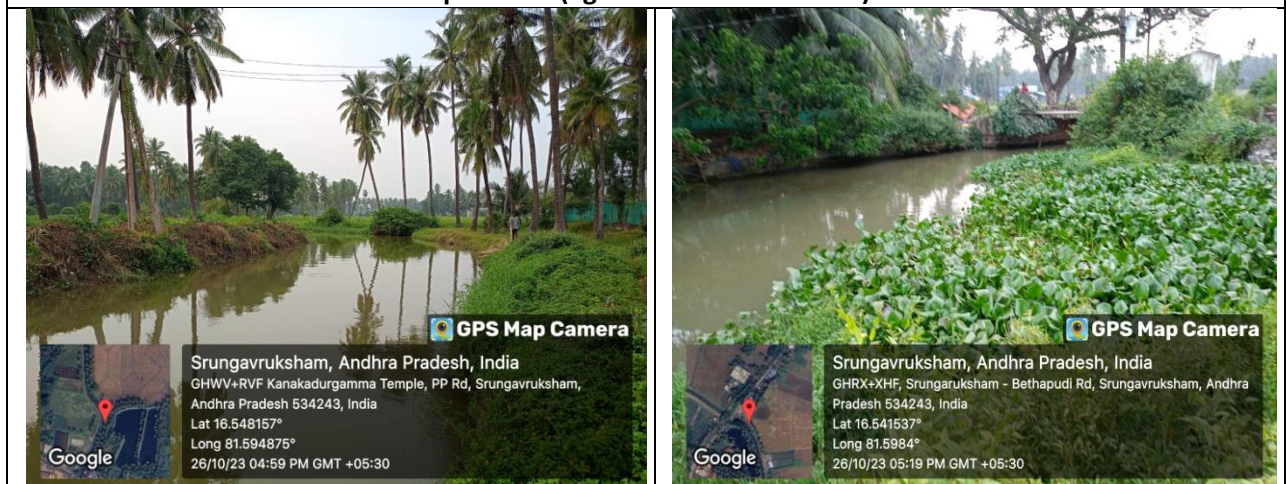 GPS Map Camera
Srungavruksham, Andhra Pradesh, India
GHWV+RVF Kanakadurgamma Temple, PP Rd, Srungavruksham,
Andhra Pradesh 534243, India
Lat 16.548157°
Long 81.594875°
26/10/23 04:59 PM GMT +05:30
Google
GPS Map Camera
Srungavruksham, Andhra Pradesh, India
GHRX+XHF, Srungaruksham - Bethapudi Rd, Srungavruksham, Andhra
Pradesh 534243, India
Lat 16.541537°
Long 81.5984°
26/10/23 05:19 PM GMT +05:30
Google